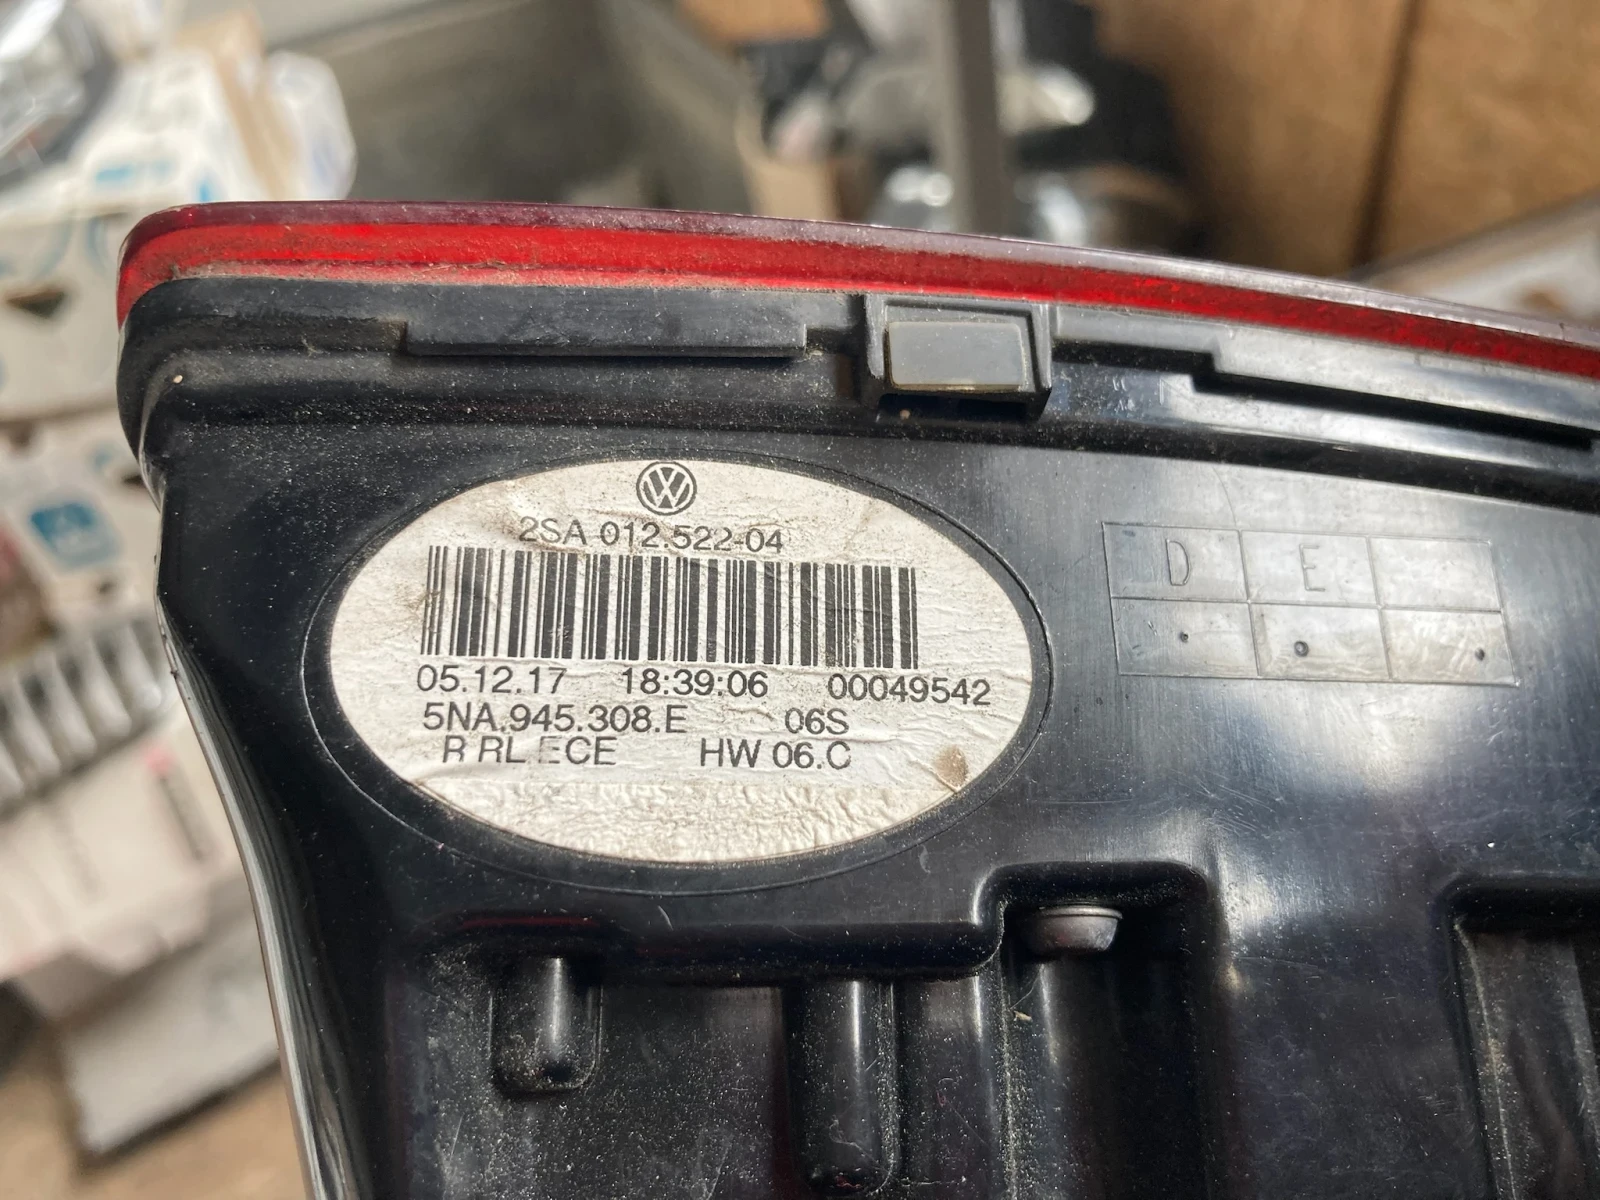 2SA 012.522-04
05.12.17 18:39:06 00049542
5NA.945.308.E 06S
R RL ECE HW 06.C
D E